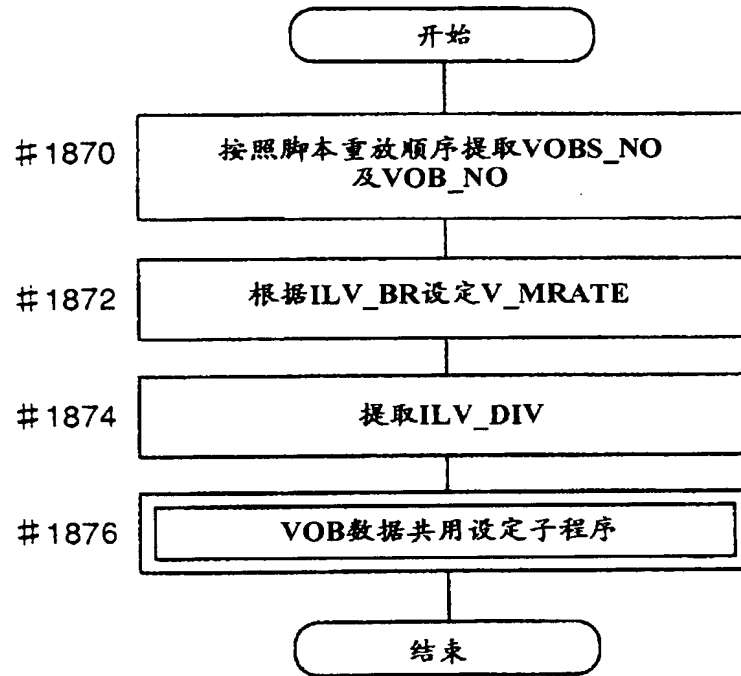 开始
#1870
按照脚本重放顺序提取VOBS_NO
及VOB_NO
#1872
根据ILV_BR设定V_MRATE
#1874
提取ILV_DIV
#1876
VOB数据共用设定子程序
结束